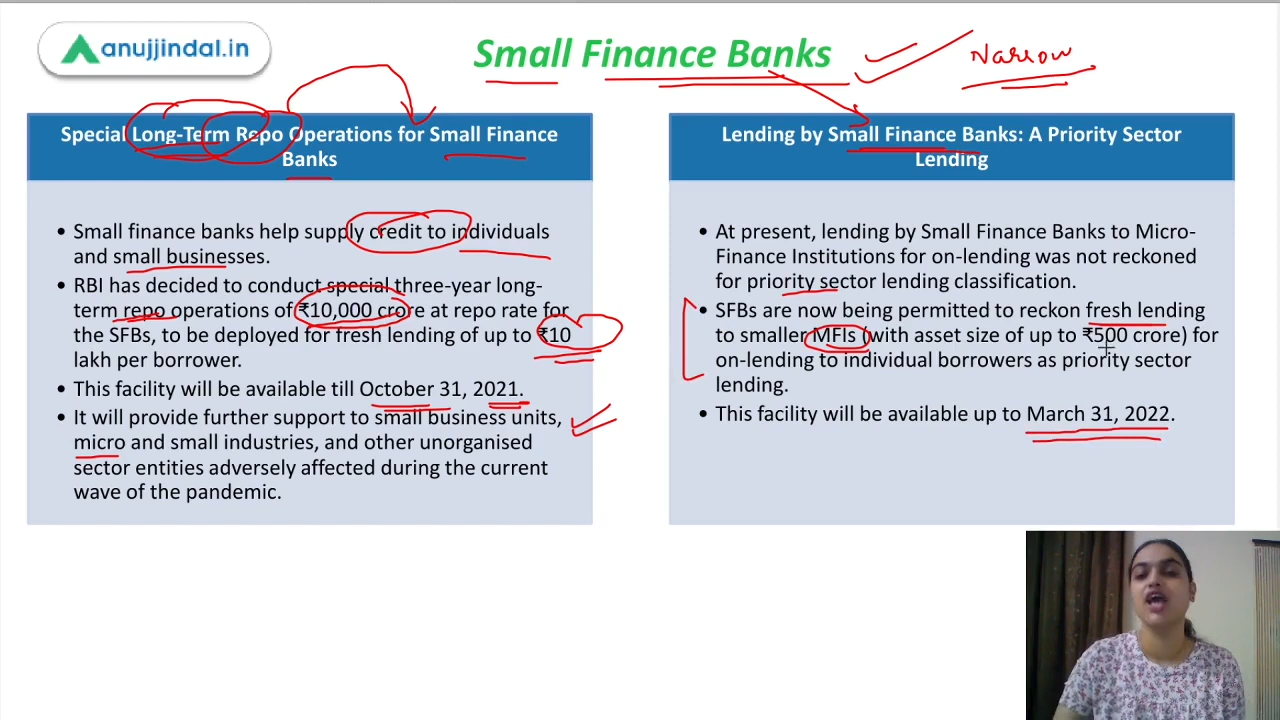 anujjindal.in
Small Finance Banks
Narrow
Special Long-Term Repo Operations for Small Finance
Banks
• Small finance banks help supply credit to individuals
and small businesses.
• RBI has decided to conduct special three-year long-
term repo operations of ₹10,000 crore at repo rate for
the SFBs, to be deployed for fresh lending of up to ₹10
lakh per borrower.
• This facility will be available till October 31, 2021.
• It will provide further support to small business units,
micro and small industries, and other unorganised
sector entities adversely affected during the current
wave of the pandemic.
Lending by Small Finance Banks: A Priority Sector
Lending
• At present, lending by Small Finance Banks to Micro-
Finance Institutions for on-lending was not reckoned
for priority sector lending classification.
• SFBs are now being permitted to reckon fresh lending
to smaller MFIs (with asset size of up to ₹500 crore) for
on-lending to individual borrowers as priority sector
lending.
• This facility will be available up to March 31, 2022.